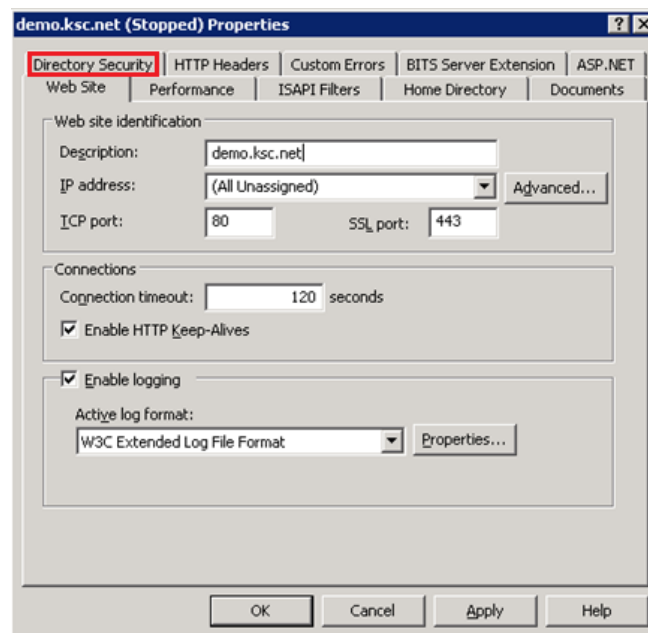 demo.ksc.net (Stopped) Properties
Directory Security HTTP Headers Custom Errors BITS Server Extension ASP.NET
Web Site Performance ISAPI Filters Home Directory Documents
Web site identification
Description: demo.ksc.net
IP address: (All Unassigned) Advanced...
TCP port: 80 SSL port: 443
Connections
Connection timeout: 120 seconds
Enable HTTP Keep-Alives
Enable logging
Active log format:
W3C Extended Log File Format Properties...
OK Cancel Apply Help